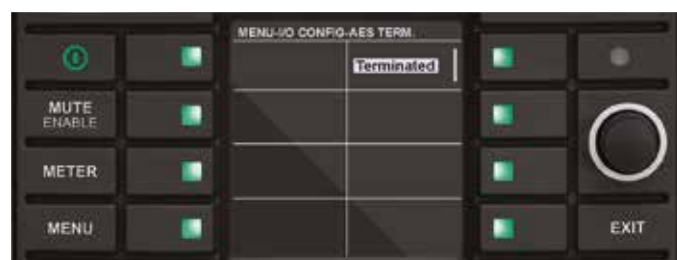 MENU-I/O CONFIG-AES TERM.
Terminated
MUTE
ENABLE
METER
MENU
EXIT